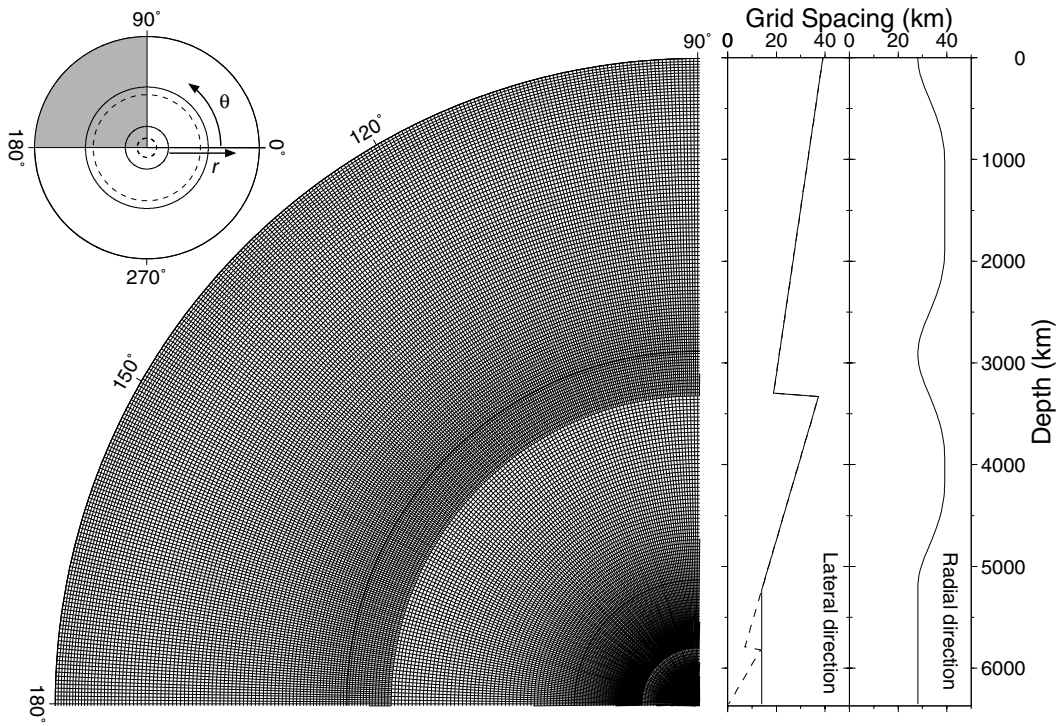 90°
180°
0°
270°
θ
r
90°
120°
150°
180°
Grid Spacing (km)
0 20 40 0 20 40
0
1000
2000
3000
4000
5000
6000
Depth (km)
Lateral direction
Radial direction